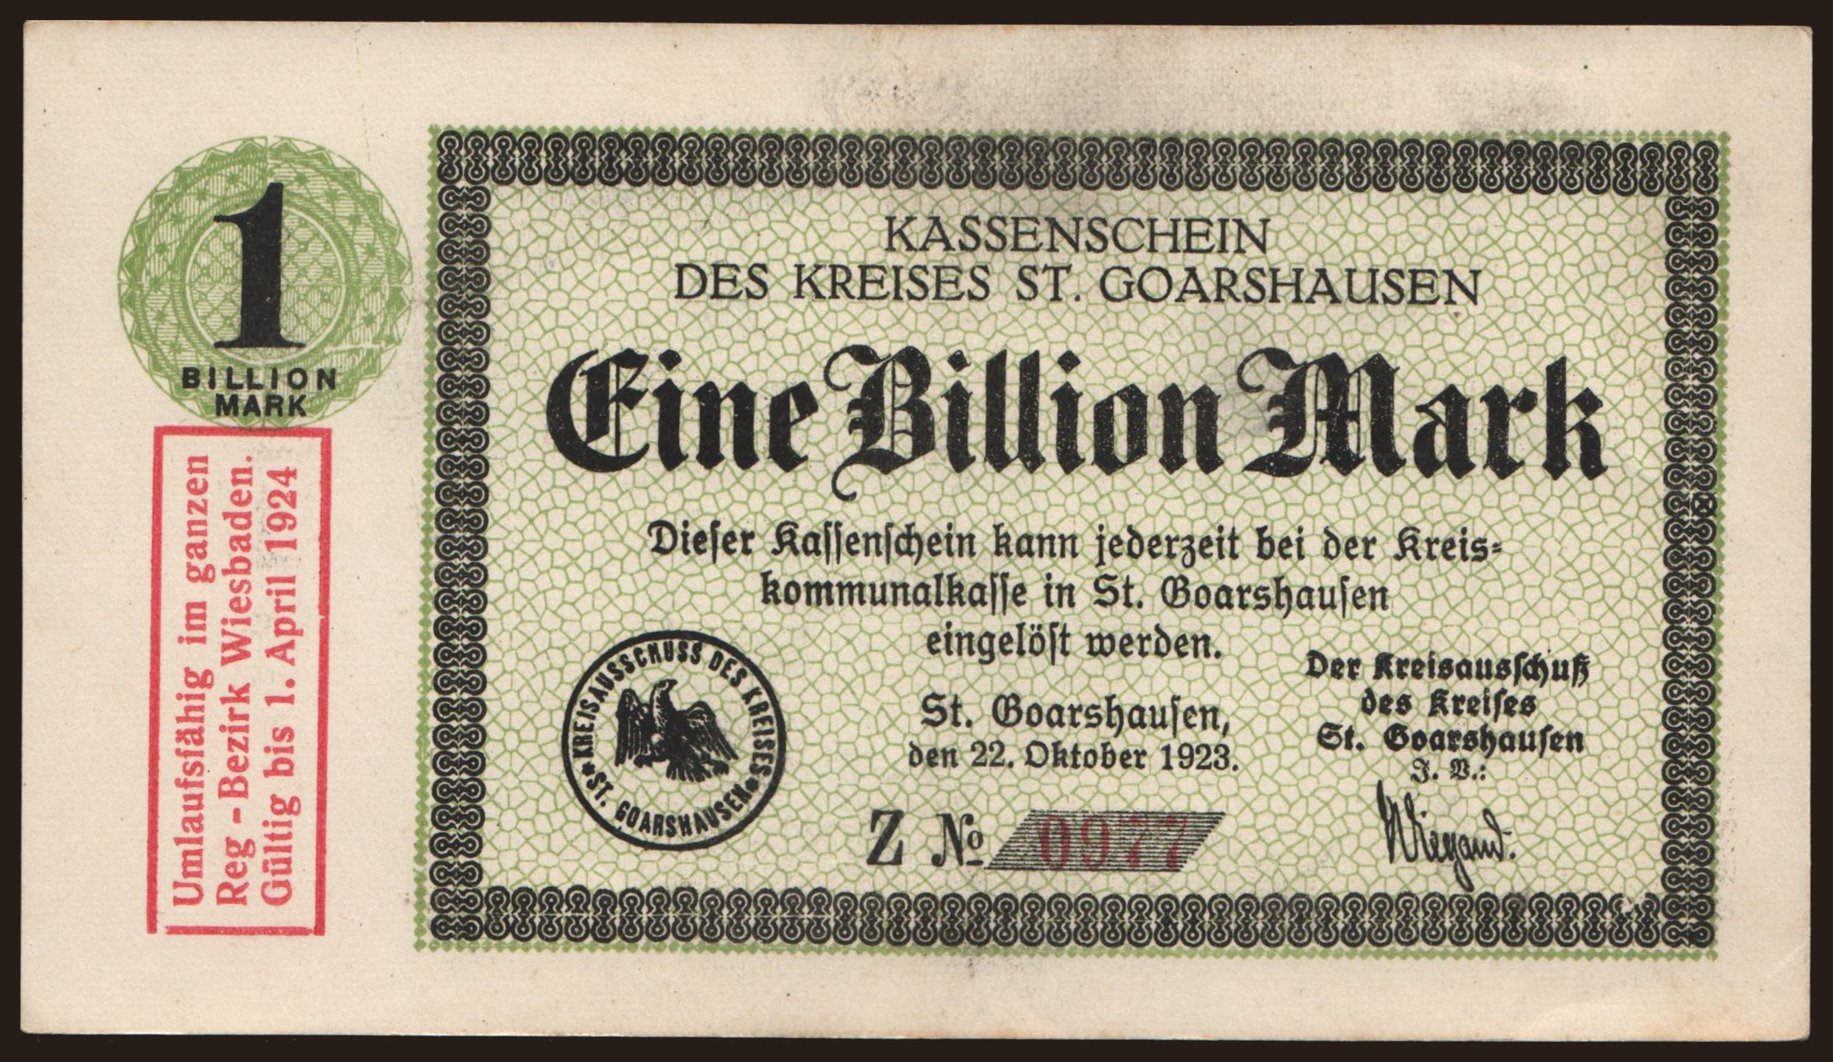 1
BILLION
MARK
Umlaufsfähig im ganzen
Reg-Bezirk Wiesbaden.
Gültig bis 1. April 1924
KASSENSCHEIN
DES KREISES ST. GOARSHAUSEN
Eine Billion Mark
Dieſer Kaſſenſchein kann jederzeit bei der Kreis=
kommunalkaſſe in St. Goarshauſen
eingelöſt werden.
St. Goarshauſen,
den 22. Oktober 1923.
Der Kreisausſchuß
des Kreiſes
St. Goarshauſen
J. V.:
Wiegand.
KREISAUSSCHUSS DES KREISES
* ST. GOARSHAUSEN *
Z № 0977